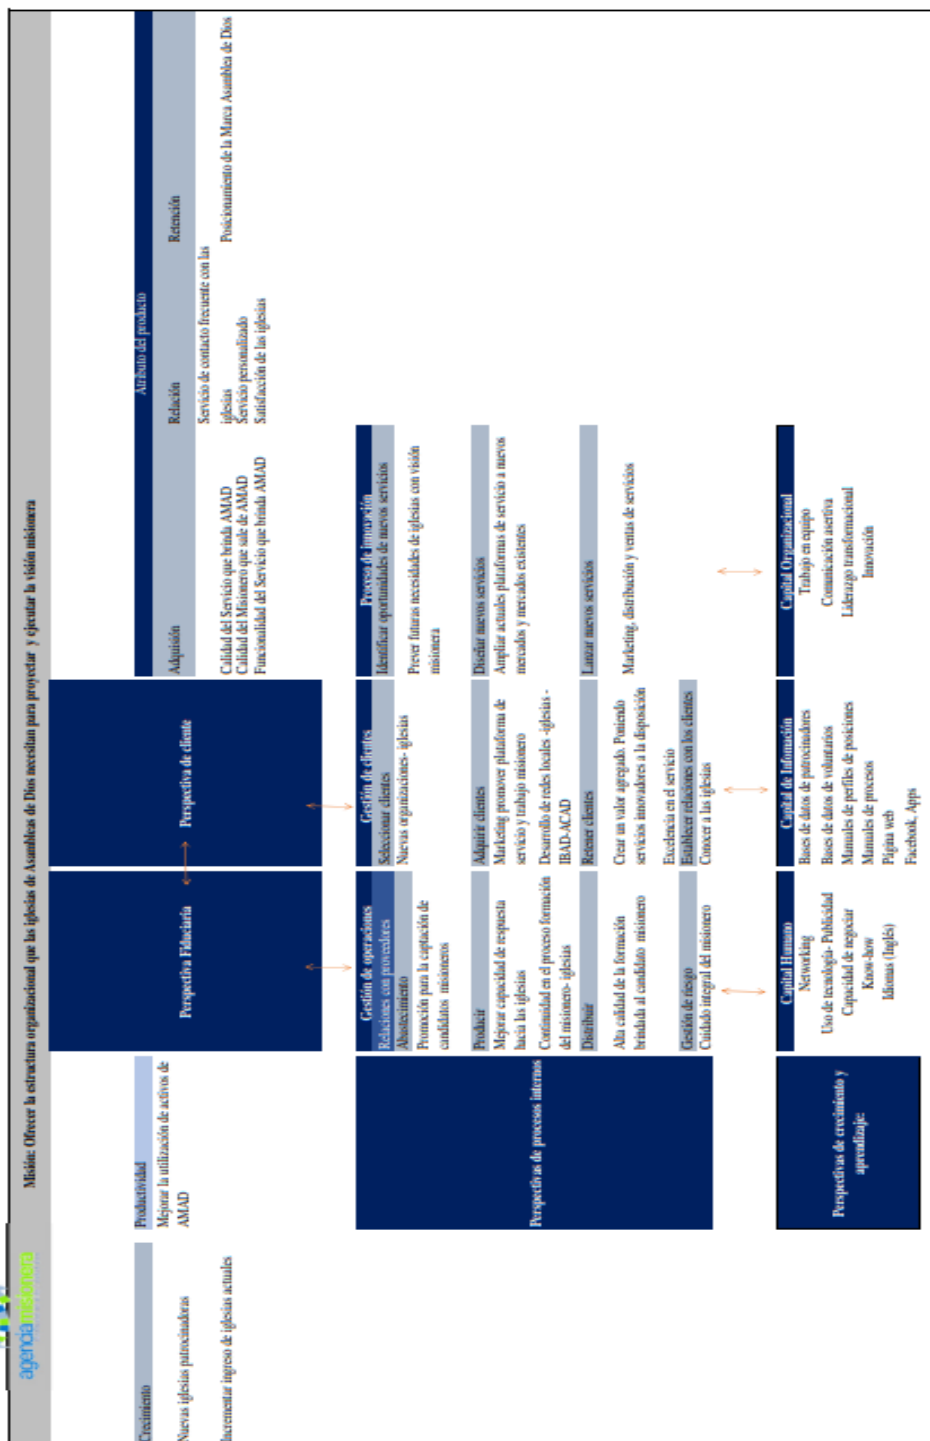 agenciamisionera
Misión: Ofrecer la estructura organizacional que las iglesias de Asambleas de Dios necesitan para proyectar y ejecutar la visión misionera
Crecimiento
Nuevas iglesias patrocinadoras
Incrementar ingreso de iglesias actuales
Productividad
Mejorar la utilización de activos de
AMAD
Perspectiva Fiduciaria
Perspectiva de cliente
Atributo del producto
Adquisición
Calidad del Servicio que brinda AMAD
Calidad del Misionero que sale de AMAD
Funcionalidad del Servicio que brinda AMAD
Relación
Servicio de contacto frecuente con las
iglesias
Servicio personalizado
Satisfacción de las iglesias
Retención
Posicionamiento de la Marca Asamblea de Dios
Perspectivas de procesos internos
Gestión de operaciones
Relaciones con proveedores
Abastecimiento
Promoción para la captación de
candidatos misioneros
Producir
Mejorar capacidad de respuesta
hacia las iglesias
Continuidad en el proceso formación
del misionero- iglesias
Distribuir
Alta calidad de la formación
brindada al candidato misionero
Gestión de riesgo
Cuidado integral del misionero
Gestión de clientes
Seleccionar clientes
Nuevas organizaciones- iglesias
Adquirir clientes
Marketing promover plataforma de
servicio y trabajo misionero
Desarrollo de redes locales -iglesias -
IBAD-ACAD
Retener clientes
Crear un valor agregado. Poniendo
servicios innovadores a la disposición
Excelencia en el servicio
Establecer relaciones con los clientes
Conocer a las iglesias
Proceso de innovación
Identificar oportunidades de nuevos servicios
Prever futuras necesidades de iglesias con visión
misionera
Diseñar nuevos servicios
Ampliar actuales plataformas de servicio a nuevos
mercados y mercados existentes
Lanzar nuevos servicios
Marketing, distribución y ventas de servicios
Perspectivas de crecimiento y
aprendizaje:
Capital Humano
Networking
Uso de tecnología- Publicidad
Capacidad de negociar
Know-how
Idiomas (Inglés)
Capital de Infomación
Bases de datos de patrocinadores
Bases de datos de voluntarios
Manuales de perfiles de posiciones
Manuales de procesos
Página web
Facebook, Apps
Capital Organizacional
Trabajo en equipo
Comunicación asertiva
Liderazgo transformacional
Innovación